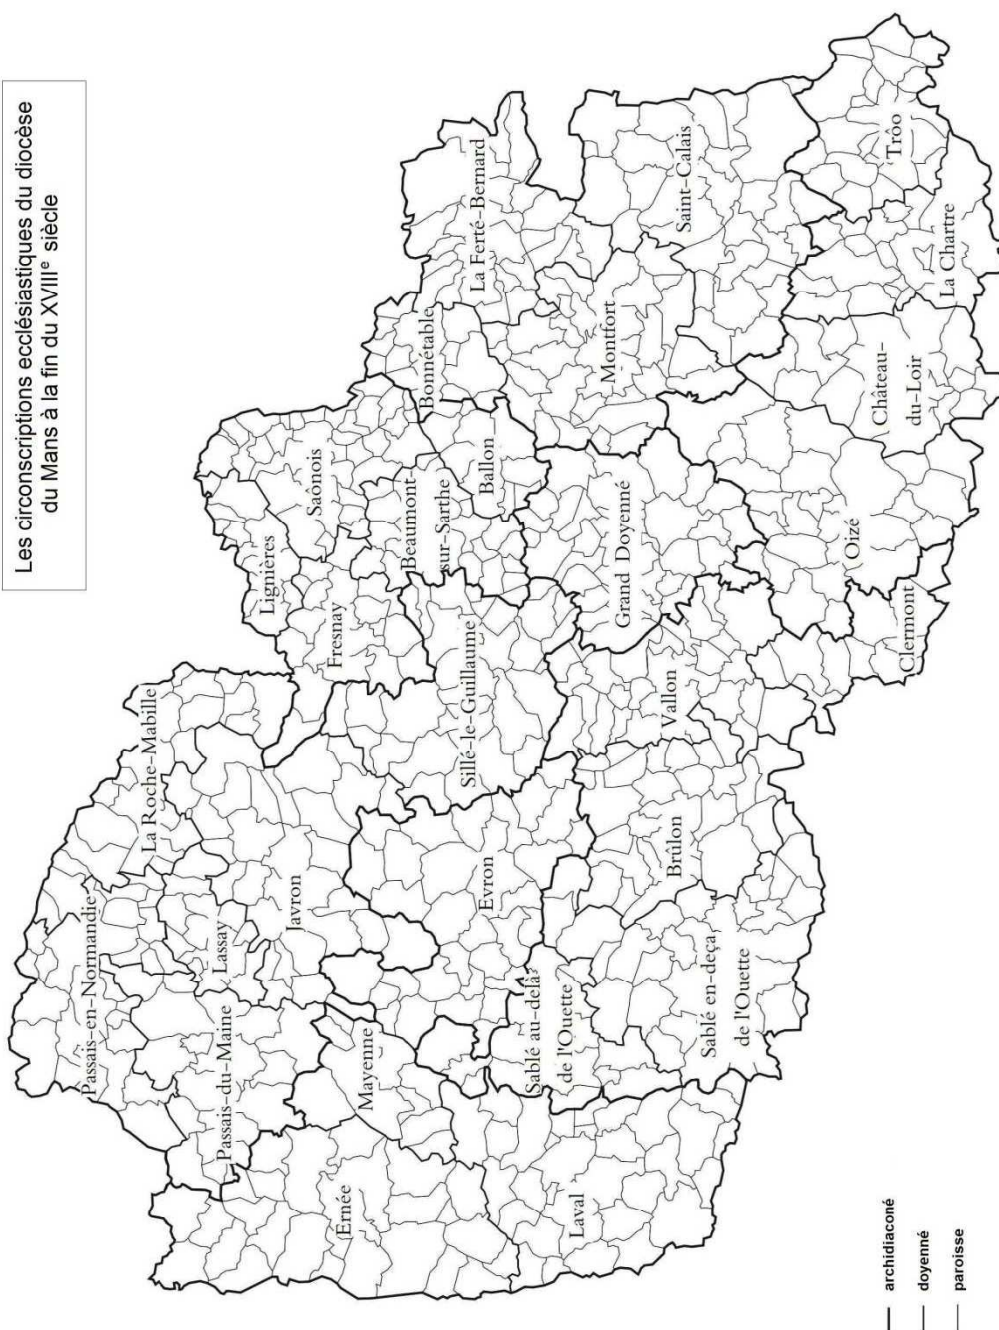 Les circonscriptions ecclésiastiques du diocèse
du Mans à la fin du XVIIIᵉ siècle
Passais-en-Normandie
La Roche-Mabille
Passais-du-Maine
Lassay
Javron
Lignières
Saônois
Fresnay
Ernée
Mayenne
Evron
Sillé-le-Guillaume
Beaumont-
sur-Sarthe
Ballon
Bonnétable
La Ferté-Bernard
Laval
Sablé au-delà
de l'Ouette
Sablé en-deça
de l'Ouette
Brûlon
Vallon
Grand Doyenné
Montfort
Saint-Calais
Clermont
Oizé
Château-
du-Loir
La Chartre
Trôo
archidiaconé
doyenné
paroisse